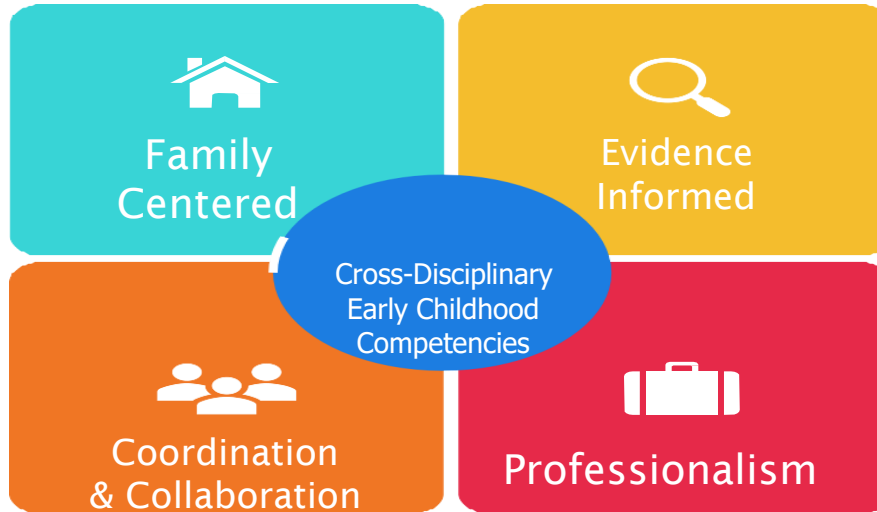 Family
Centered
Evidence
Informed
Cross-Disciplinary
Early Childhood
Competencies
Coordination
& Collaboration
Professionalism